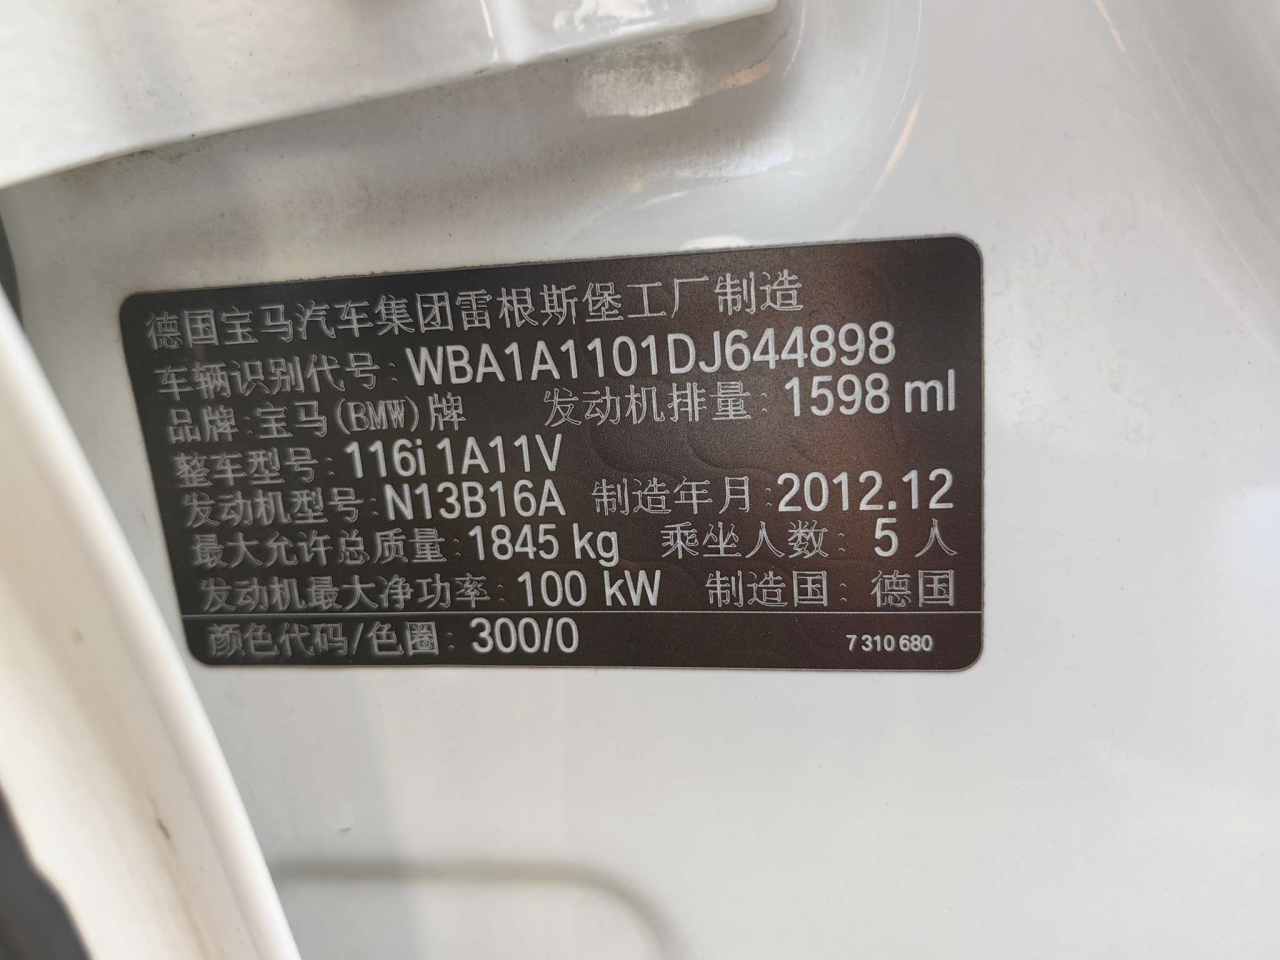 德国宝马汽车集团雷根斯堡工厂制造
车辆识别代号: WBA1A1101DJ644898
品牌:宝马(BMW)牌 发动机排量: 1598 ml
整车型号: 116i 1A11V
发动机型号: N13B16A 制造年月:2012.12
最大允许总质量: 1845 kg 乘坐人数: 5 人
发动机最大净功率: 100 kW 制造国: 德国
颜色代码/色圈: 300/0 7 310 680